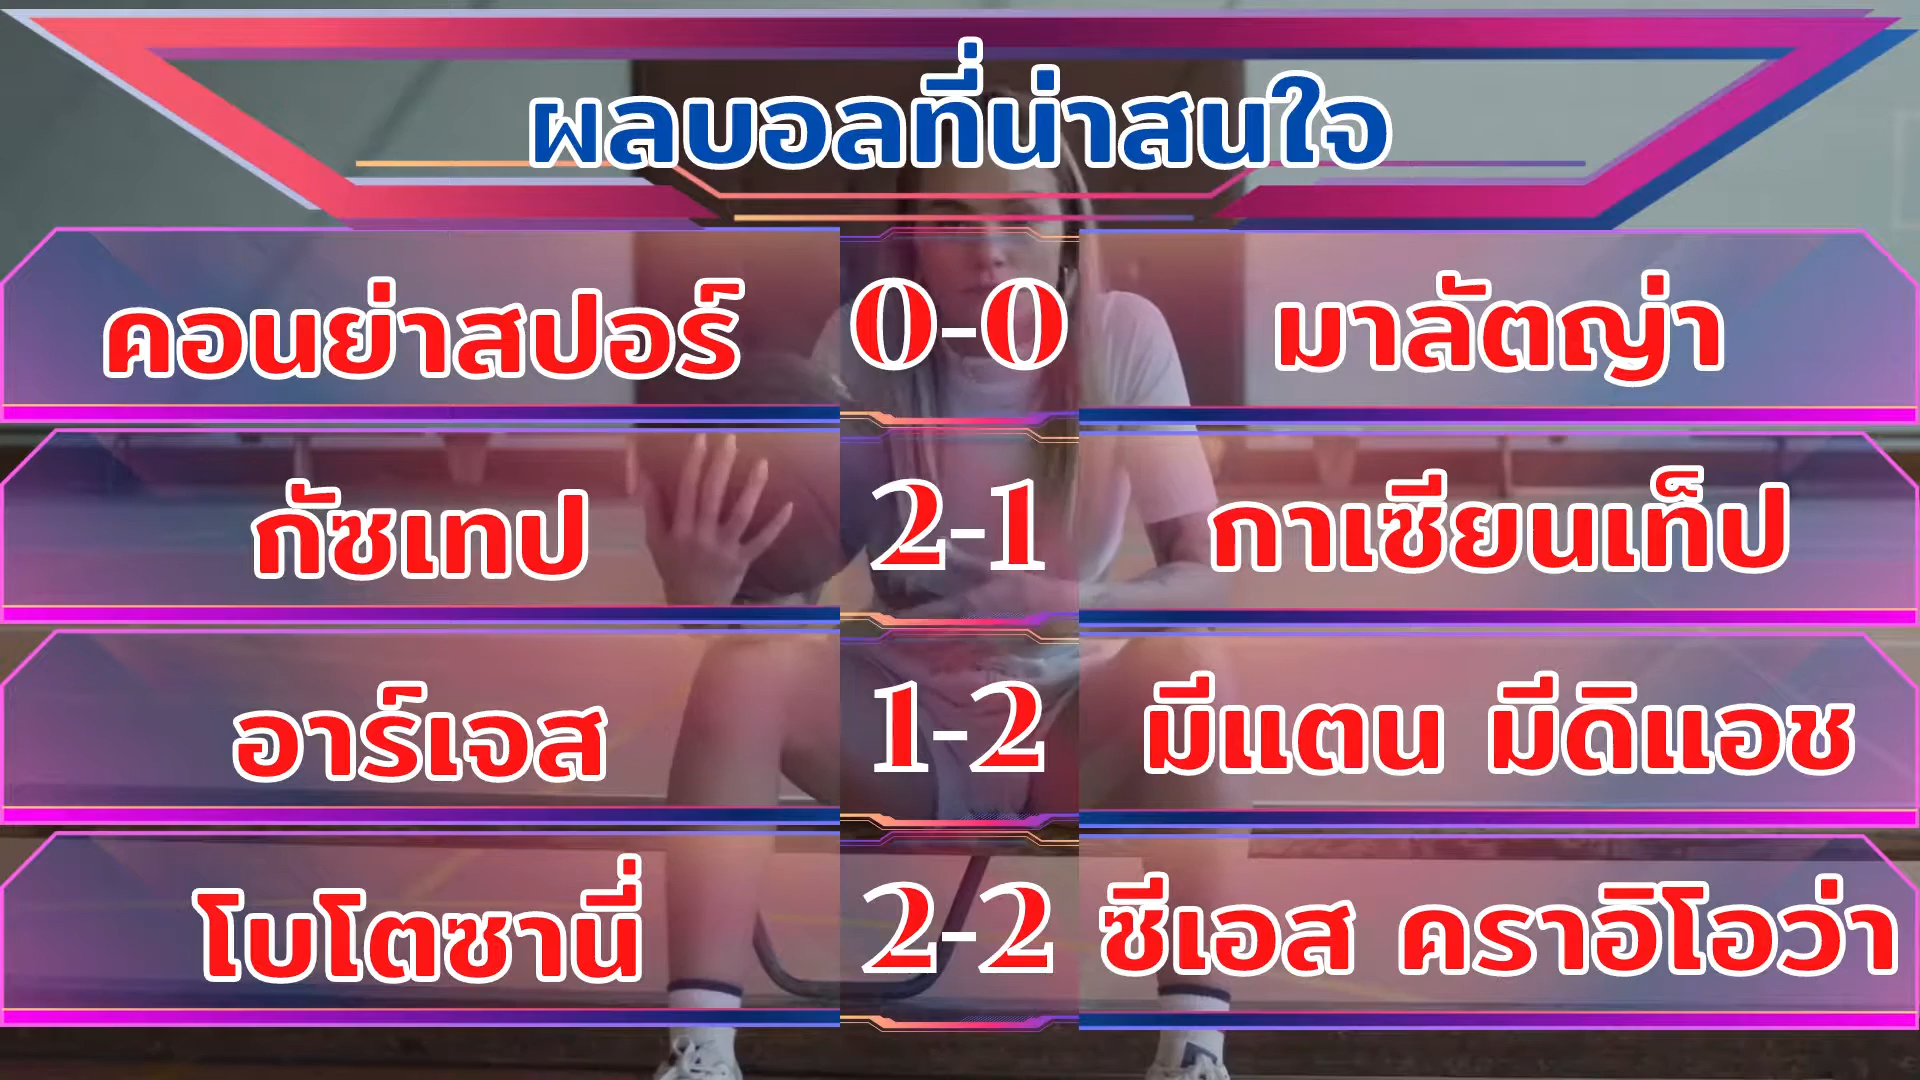 ผลบอลที่น่าสนใจ
คอนย่าสปอร์ 0-0 มาลัตญ่า
กัซเทป 2-1 กาเซียนเท็ป
อาร์เจส 1-2 มีแตน มีดิแอช
โบโตซานี่ 2-2 ซีเอส คราอิโอว่า